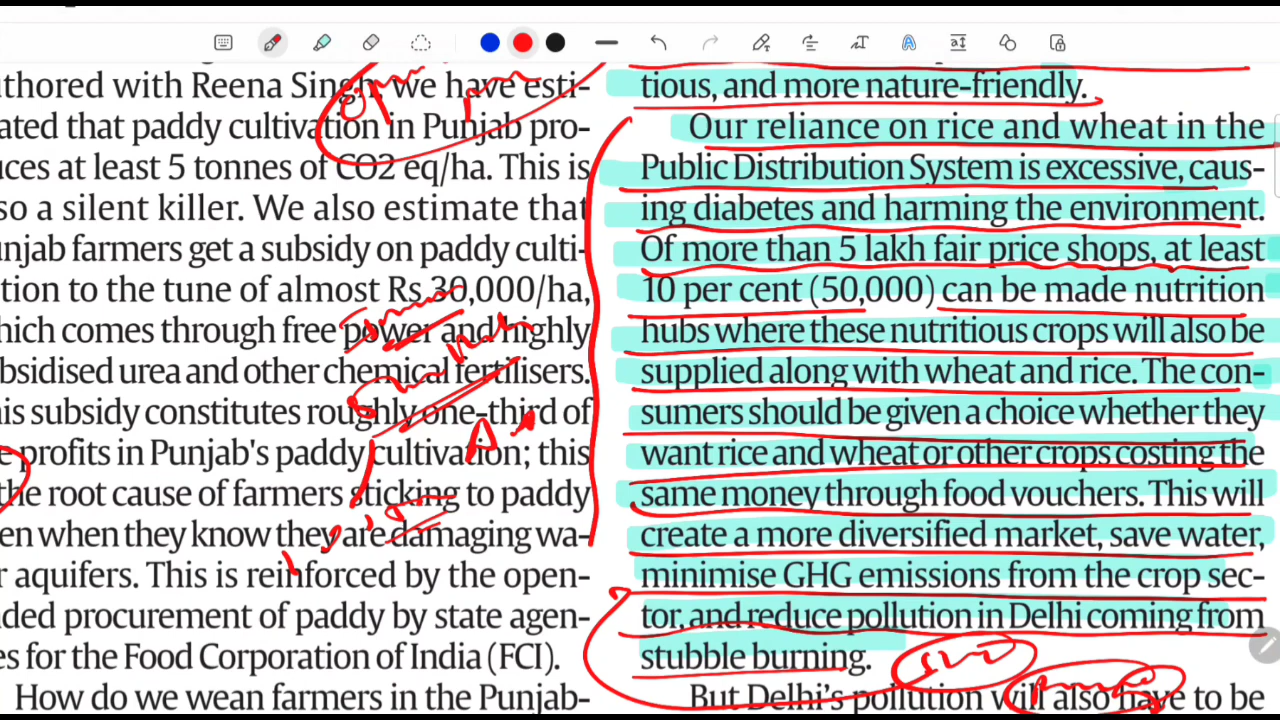 thored with Reena Singh, we have esti-
ated that paddy cultivation in Punjab pro-
ces at least 5 tonnes of CO2 eq/ha. This is
so a silent killer. We also estimate that
njab farmers get a subsidy on paddy culti-
tion to the tune of almost Rs 30,000/ha,
hich comes through free power and highly
bsidised urea and other chemical fertilisers.
is subsidy constitutes roughly one-third of
e profits in Punjab's paddy cultivation; this
the root cause of farmers sticking to paddy
en when they know they are damaging wa-
r aquifers. This is reinforced by the open-
ded procurement of paddy by state agen-
es for the Food Corporation of India (FCI).
How do we wean farmers in the Punjab-
tious, and more nature-friendly.
Our reliance on rice and wheat in the
Public Distribution System is excessive, caus-
ing diabetes and harming the environment.
Of more than 5 lakh fair price shops, at least
10 per cent (50,000) can be made nutrition
hubs where these nutritious crops will also be
supplied along with wheat and rice. The con-
sumers should be given a choice whether they
want rice and wheat or other crops costing the
same money through food vouchers. This will
create a more diversified market, save water,
minimise GHG emissions from the crop sec-
tor, and reduce pollution in Delhi coming from
stubble burning.
But Delhi's pollution will also have to be